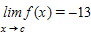 lim f(x) = −13
x → c